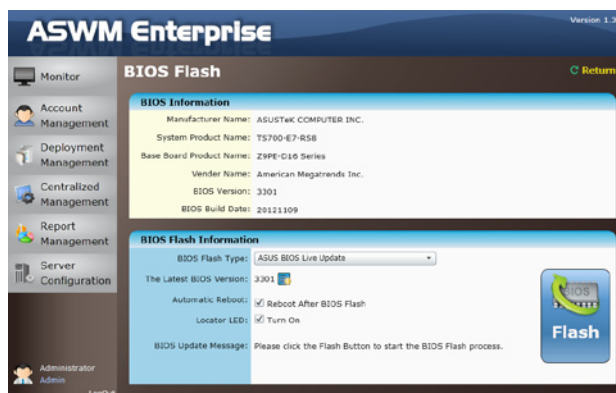 ASWM Enterprise
Version 1.3
Monitor
Account
Management
Deployment
Management
Centralized
Management
Report
Management
Server
Configuration
Administrator
Admin
LogOut
BIOS Flash
Return
BIOS Information
Manufacturer Name: ASUSTeK COMPUTER INC.
System Product Name: TS700-E7-RS8
Base Board Product Name: Z9PE-D16 Series
Vender Name: American Megatrends Inc.
BIOS Version: 3301
BIOS Build Date: 20121109
BIOS Flash Information
BIOS Flash Type: ASUS BIOS Live Update
The Latest BIOS Version: 3301
Automatic Reboot: Reboot After BIOS Flash
Locator LED: Turn On
BIOS Update Message: Please click the Flash Button to start the BIOS Flash process.
BIOS
Flash